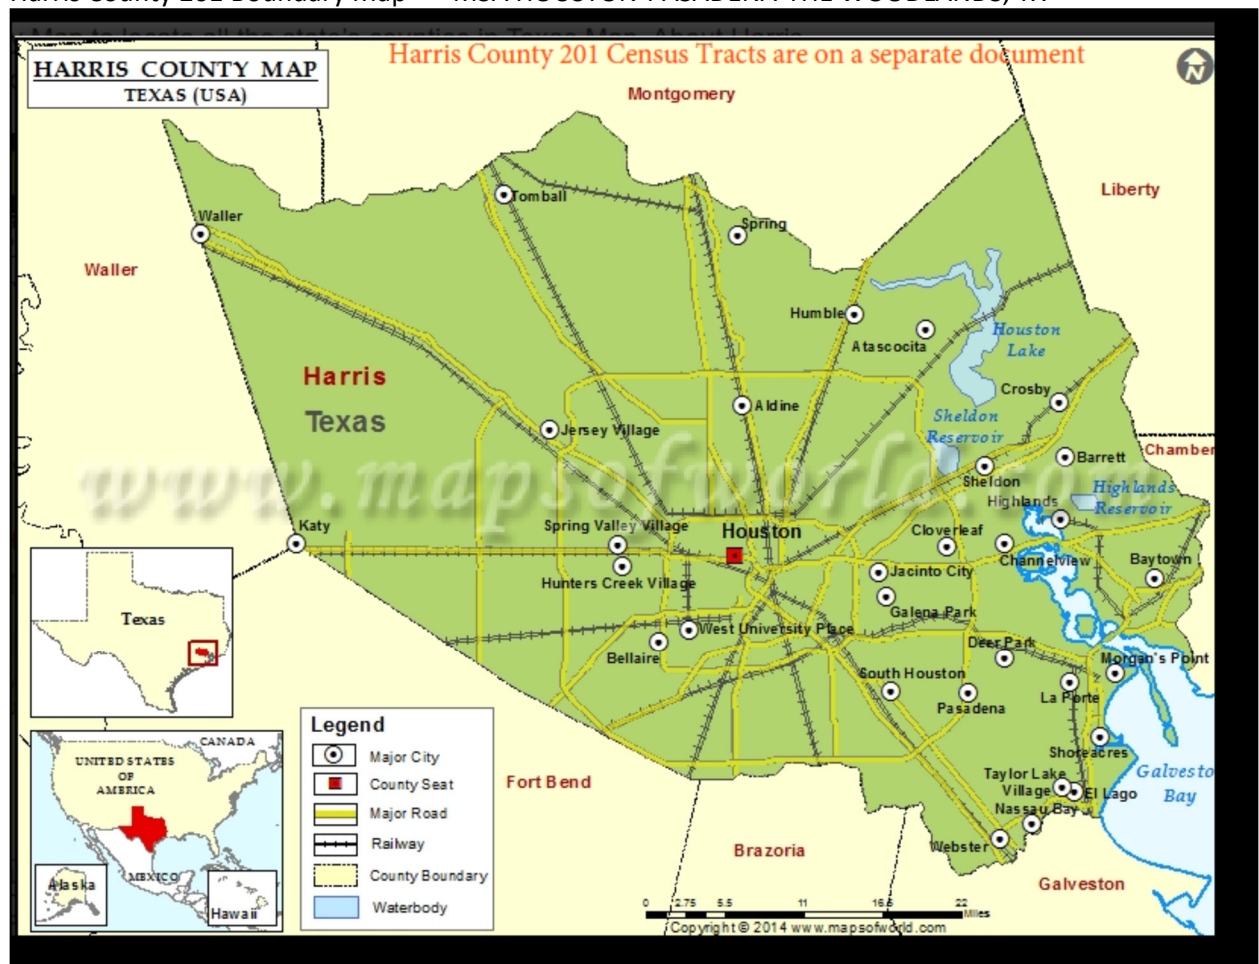 HARRIS COUNTY MAP
TEXAS (USA)
Harris County 201 Census Tracts are on a separate document
N
Montgomery
Liberty
Tomball
Waller
Spring
Waller
Humble
Atascocita
Houston
Lake
Harris
Texas
Crosby
Aldine
Sheldon
Reservoir
Jersey Village
Chamber
Barrett
www.mapsofworld.com
Sheldon
Highlands
Highlands
Reservoir
Katy
Spring Valley Village
Houston
Cloverleaf
Channelview
Baytown
Hunters Creek Village
Jacinto City
Galena Park
West University Place
Bellaire
Deer Park
Morgan's Point
South Houston
La Porte
Pasadena
Shoreacres
Galvesto
Bay
Taylor Lake
Village
El Lago
Nassau Bay
Webster
Fort Bend
Brazoria
Galveston
Texas
CANADA
UNITED STATES
OF
AMERICA
MEXICO
Alaska
Hawaii
Legend
Major City
County Seat
Major Road
Railway
County Boundary
Waterbody
0 2.75 5.5 11 16.5 22
Miles
Copyright © 2014 www.mapsofworld.com